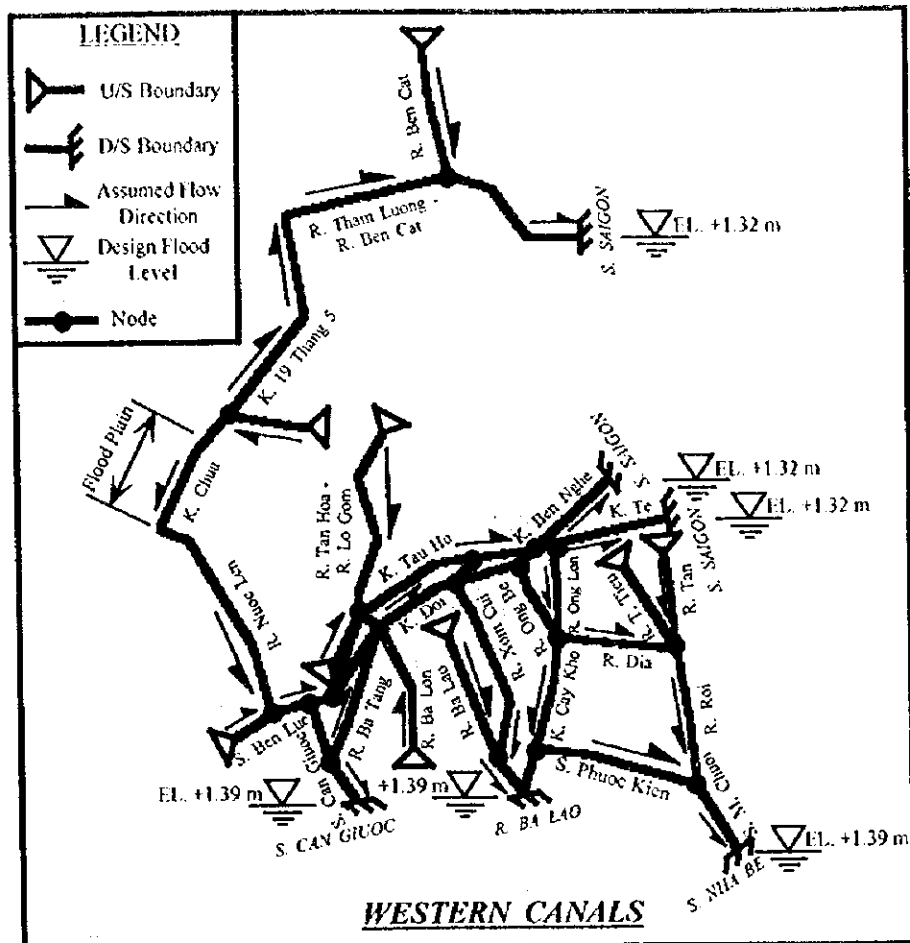 LEGEND
U/S Boundary
D/S Boundary
Assumed Flow
Direction
Design Flood
Level
Node
R. Ben Cat
R. Tham Luong -
R. Ben Cat
S. SAIGON
EL. +1.32 m
K. 19 Thang 5
Flood Plain
K. Chua
R. Nuoc Len
R. Tan Hoa -
R. Lo Gom
K. Tau Hu
K. Ben Nghe
S. SAIGON
EL. +1.32 m
K. Te
EL. +1.32 m
S. SAIGON
K. Doi
R. Xom Cui
R. Ong Be
R. Ong Lon
R. T. Tieu
R. Tan
R. Dia
R. Roi
S. Ben Luc
S. Can Giuoc
R. Ba Tang
R. Ba Lon
R. Ba Lao
K. Cay Kho
S. Phuoc Kien
EL. +1.39 m
S. CAN GIUOC
+1.39 m
R. BA LAO
EL. +1.39 m
S. NHA BE
WESTERN CANALS